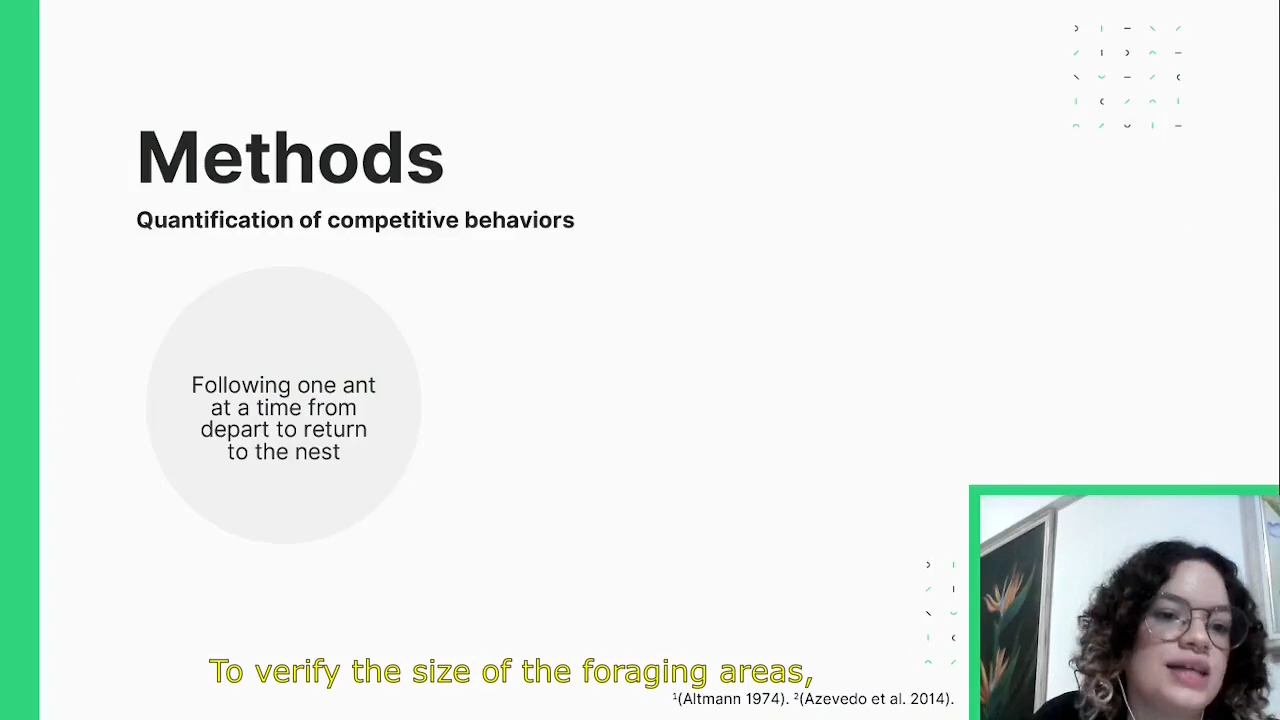 Methods
Quantification of competitive behaviors
Following one ant
at a time from
depart to return
to the nest
To verify the size of the foraging areas,
¹(Altmann 1974). ²(Azevedo et al. 2014).